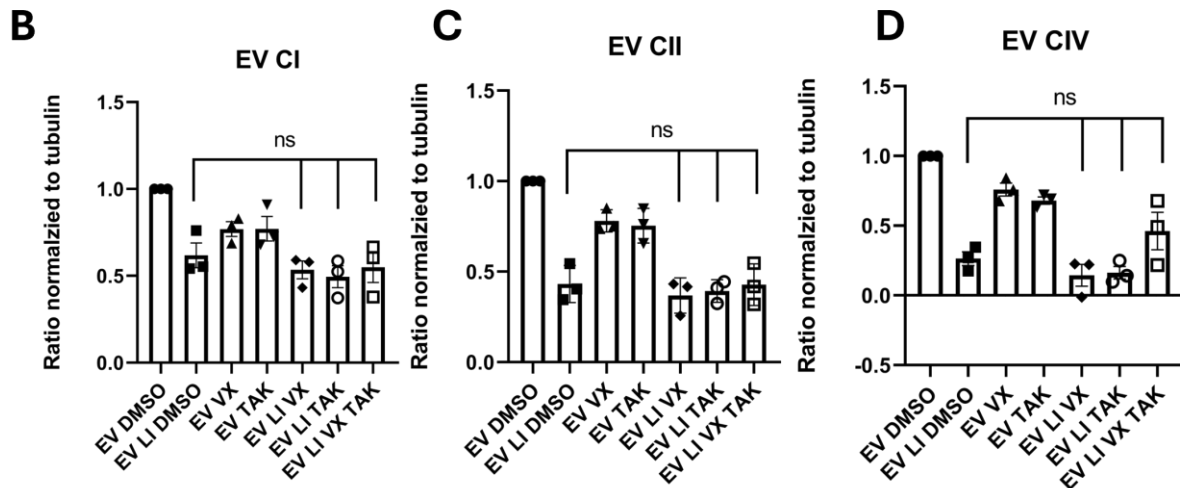 B
EV CI
Ratio normalzied to tubulin
1.5
1.0
0.5
0.0
ns
EV DMSO
EV LI DMSO
EV VX
EV TAK
EV LI VX
EV LI TAK
EV LI VX TAK
C
EV CII
Ratio normalzied to tubulin
1.5
1.0
0.5
0.0
ns
EV DMSO
EV LI DMSO
EV VX
EV TAK
EV LI VX
EV LI TAK
EV LI VX TAK
D
EV CIV
Ratio normalzied to tubulin
1.5
1.0
0.5
0.0
-0.5
ns
EV DMSO
EV LI DMSO
EV VX
EV TAK
EV LI VX
EV LI TAK
EV LI VX TAK